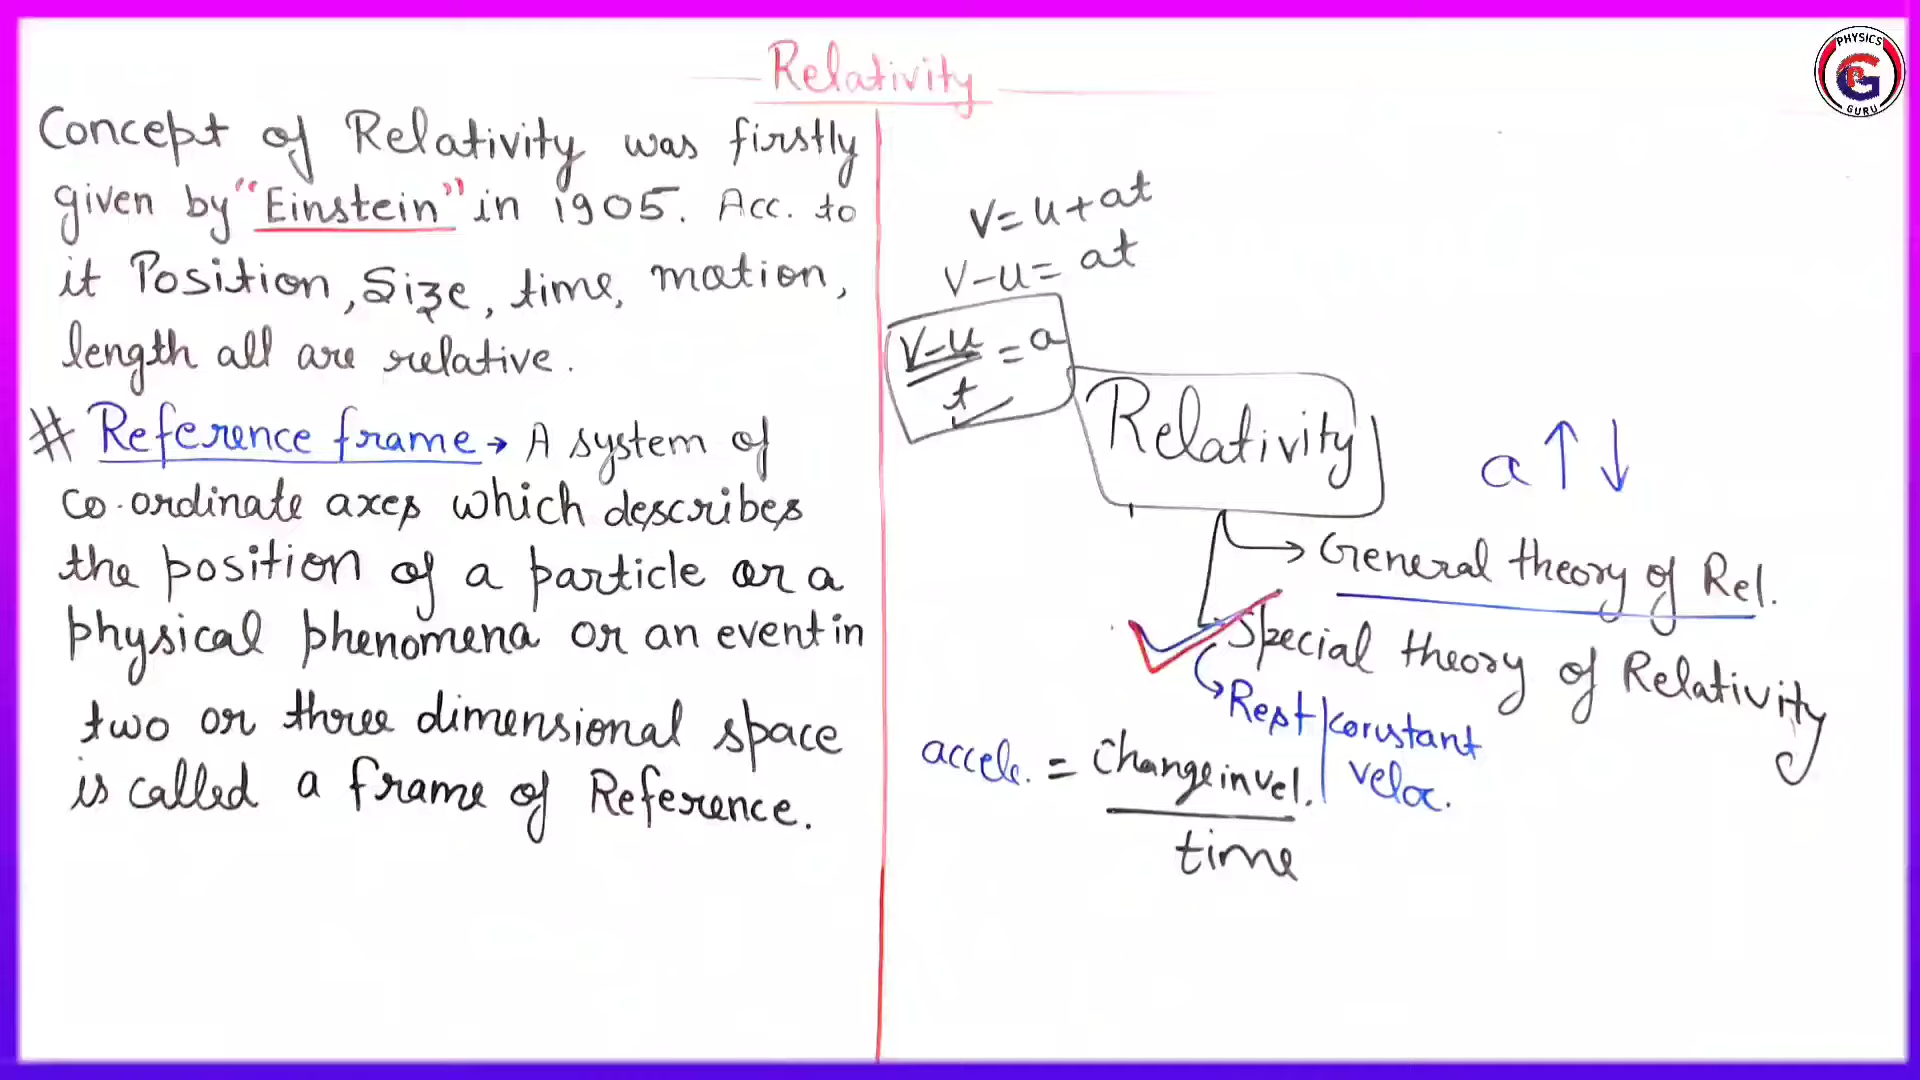 Relativity
PHYSICS
PG
GURU
Concept of Relativity was firstly
given by "Einstein" in 1905. Acc. to
it Position, Size, time, motion,
length all are relative.
# Reference frame → A system of
co-ordinate axes which describes
the position of a particle or a
physical phenomena or an event in
two or three dimensional space
is called a frame of Reference.
V = u + at
V - u = at
V-u/t = a
Relativity
a ↑ ↓
→ General theory of Rel.
Special theory of Relativity
↳ Rest | constant
veloc.
accele. = Change in vel.
time